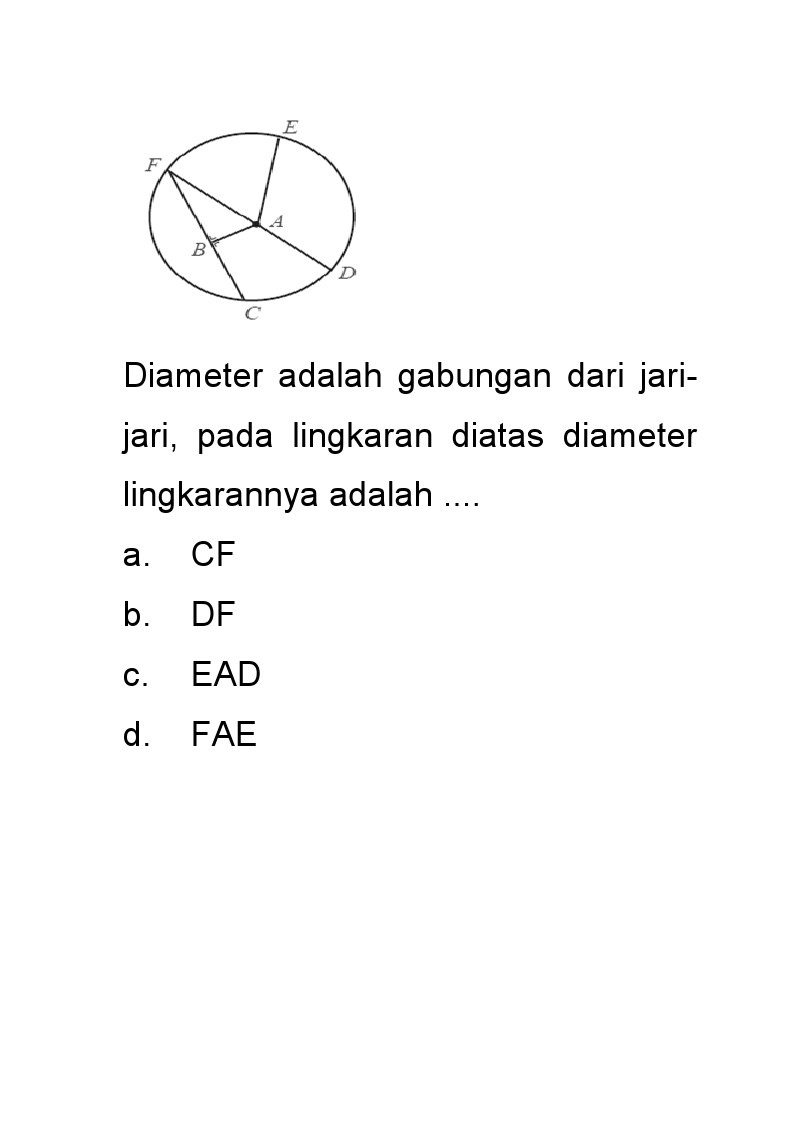 E
F
A
B
D
C
Diameter adalah gabungan dari jari-
jari, pada lingkaran diatas diameter
lingkarannya adalah ....
a. CF
b. DF
c. EAD
d. FAE